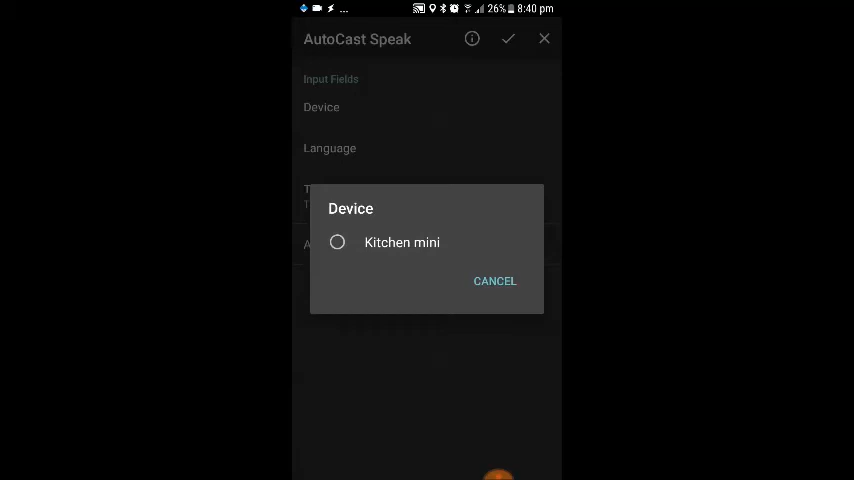 ... 26% 8:40 pm
AutoCast Speak
Input Fields
Device
Language
T
T
A
Device
Kitchen mini
CANCEL